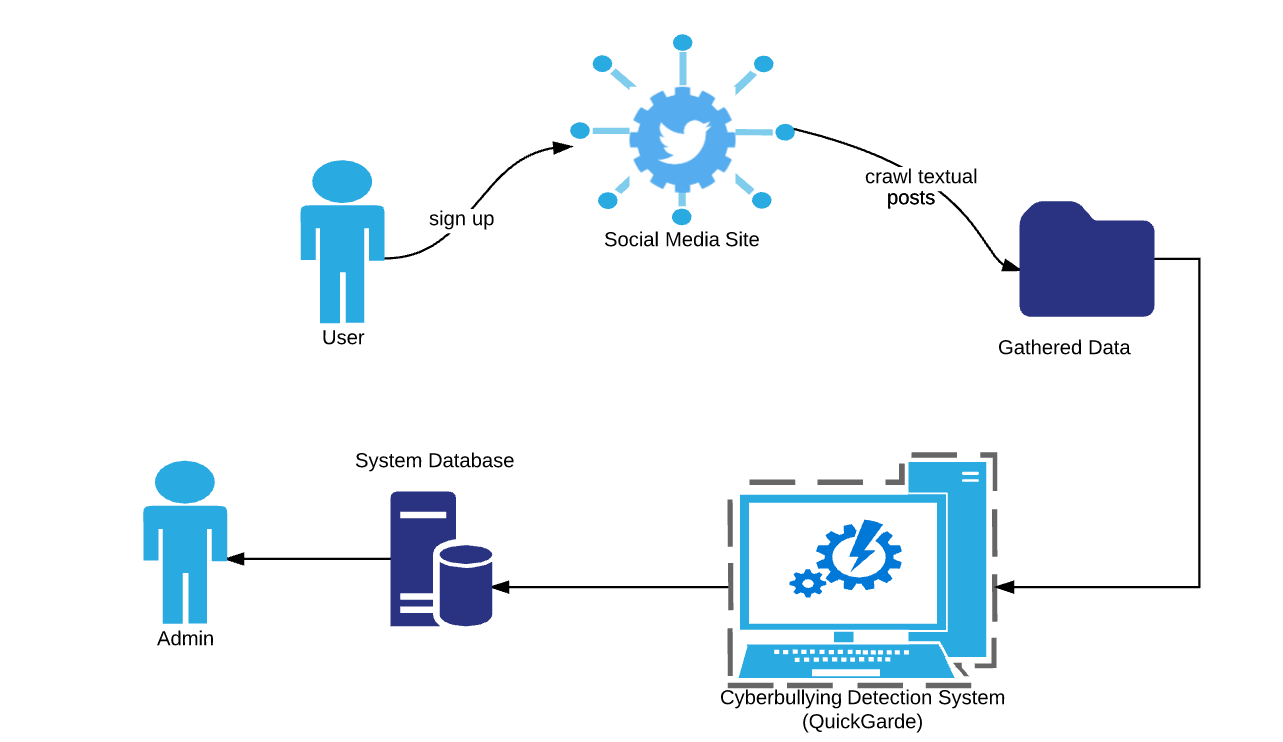 sign up
Social Media Site
crawl textual
posts
User
Gathered Data
System Database
Admin
Cyberbullying Detection System
(QuickGarde)